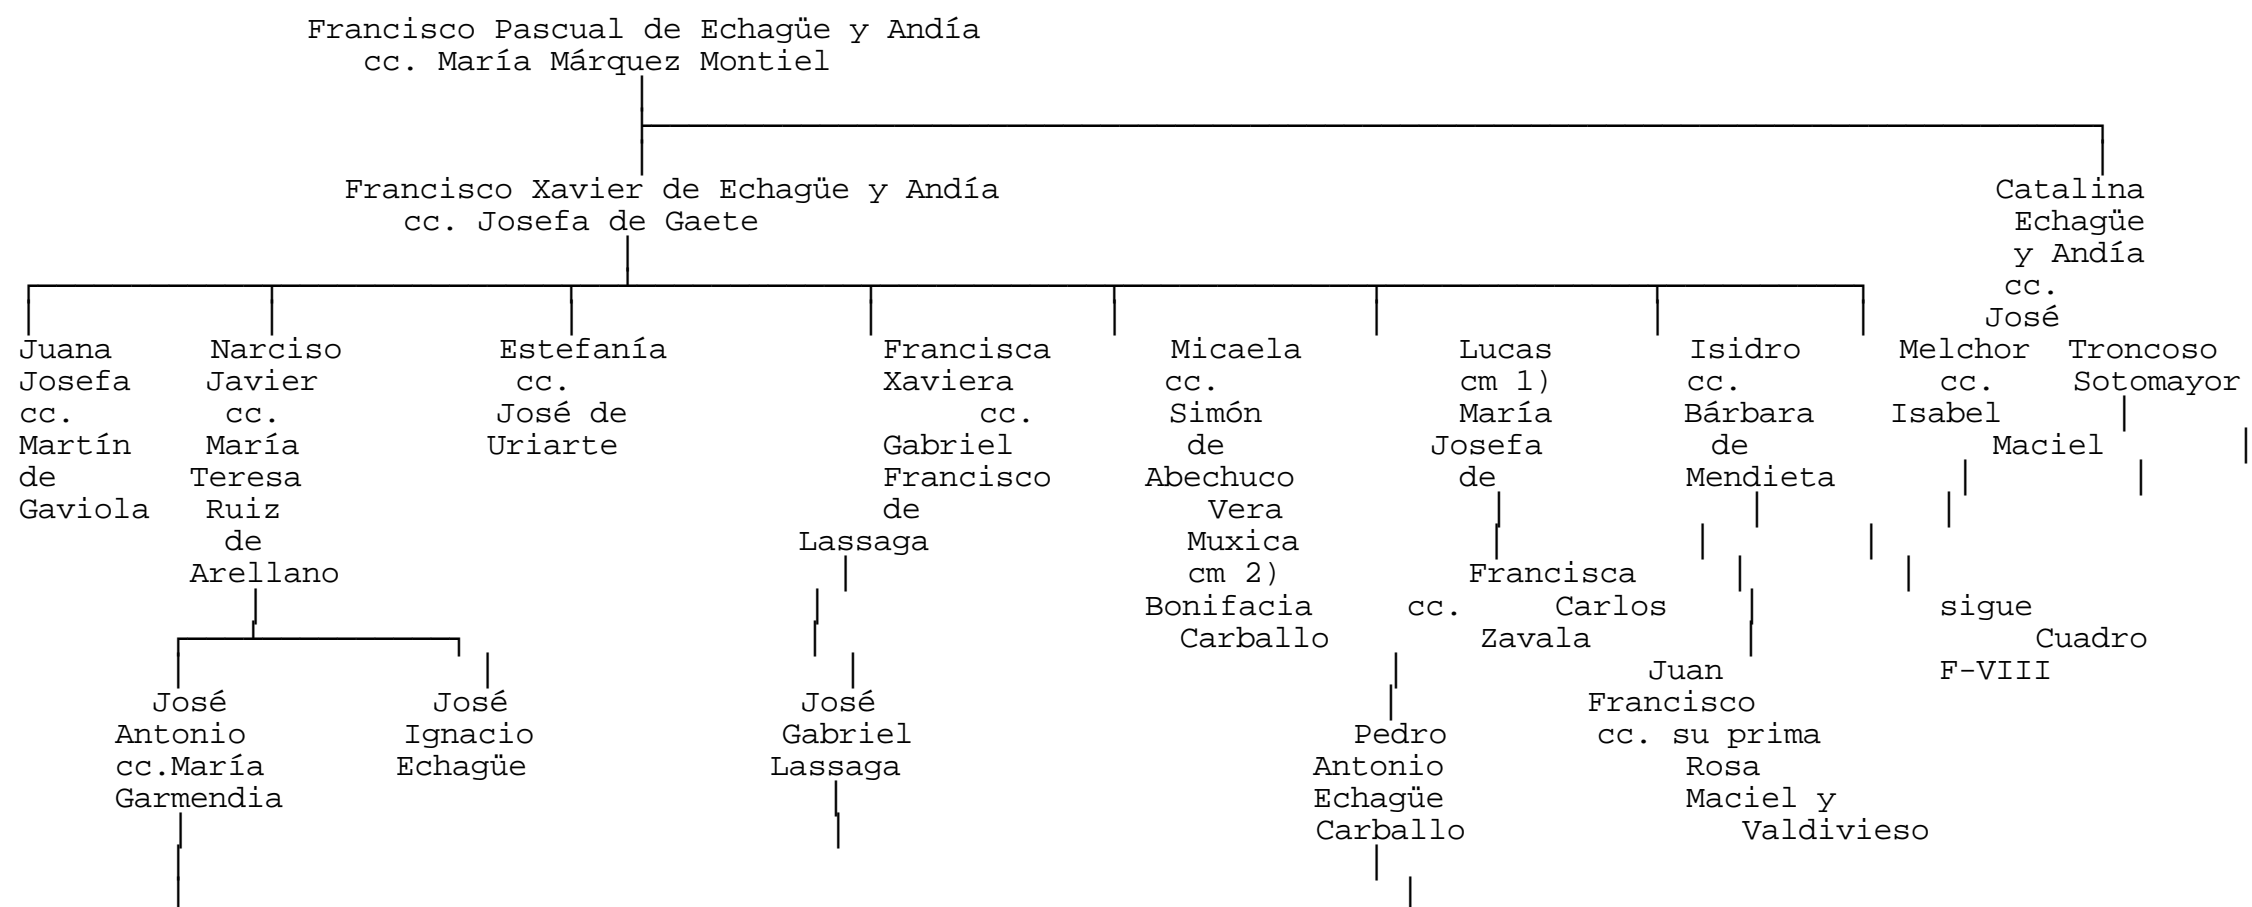 Francisco Pascual de Echagüe y Andía
cc. María Márquez Montiel
Francisco Xavier de Echagüe y Andía Catalina
cc. Josefa de Gaete Echagüe
y Andía
cc.
José
Juana Narciso Estefanía Francisca Micaela Lucas Isidro Melchor Troncoso
Josefa Javier cc. Xaviera cc. cm 1) cc. cc. Sotomayor
cc. cc. José de cc. Simón María Bárbara Isabel
Martín María Uriarte Gabriel de Josefa de Maciel
de Teresa Francisco Abechuco de Mendieta
Gaviola Ruiz de Vera
de Lassaga Muxica
Arellano cm 2) Francisca
Bonifacia cc. Carlos sigue
Carballo Zavala Cuadro
Juan F-VIII
José José José Francisco
Antonio Ignacio Gabriel Pedro cc. su prima
cc.María Echagüe Lassaga Antonio Rosa
Garmendia Echagüe Maciel y
Carballo Valdivieso